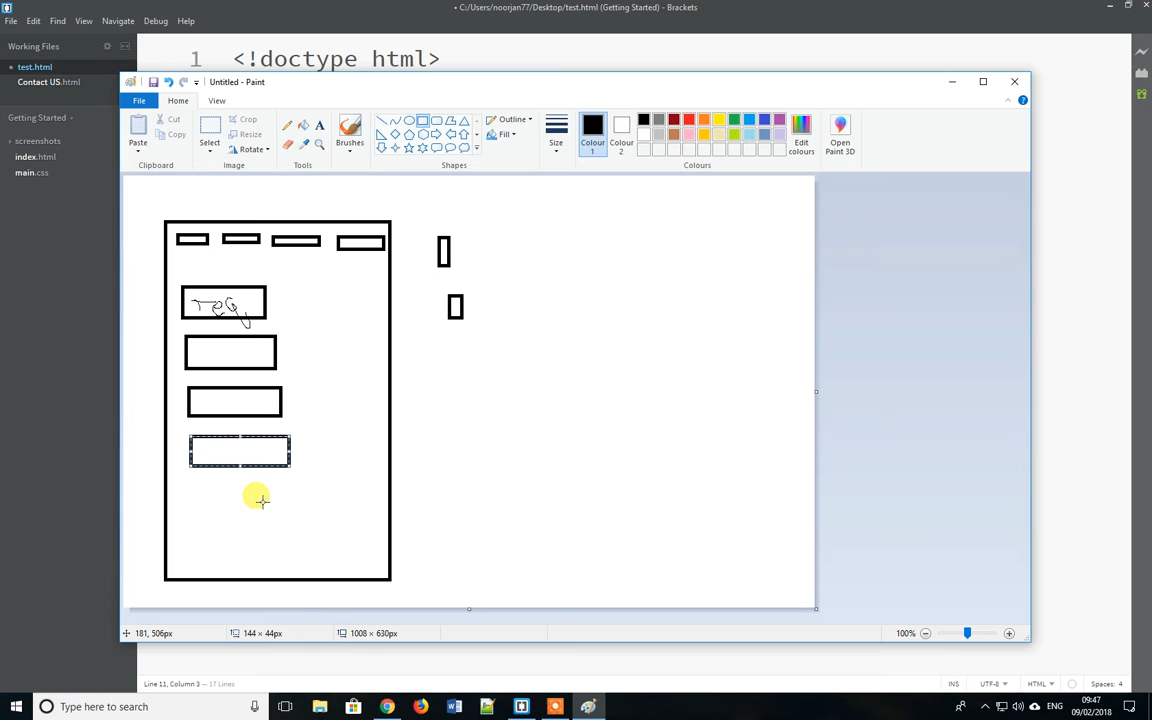 • C:/Users/noorjan77/Desktop/test.html (Getting Started) - Brackets
File Edit Find View Navigate Debug Help
Working Files
• test.html
Contact US.html
Getting Started
screenshots
index.html
main.css
1 <!doctype html>
Untitled - Paint
File Home View
Paste
Cut
Copy
Clipboard
Select
Crop
Resize
Rotate
Image
A
Tools
Brushes
Outline
Fill
Shapes
Size
Colour
1
Colour
2
Edit
colours
Colours
Open
Paint 3D
181, 506px
144 × 44px
1008 × 630px
100%
Line 11, Column 3 — 17 Lines
INS
UTF-8
HTML
Spaces: 4
Type here to search
ENG
09:47
09/02/2018